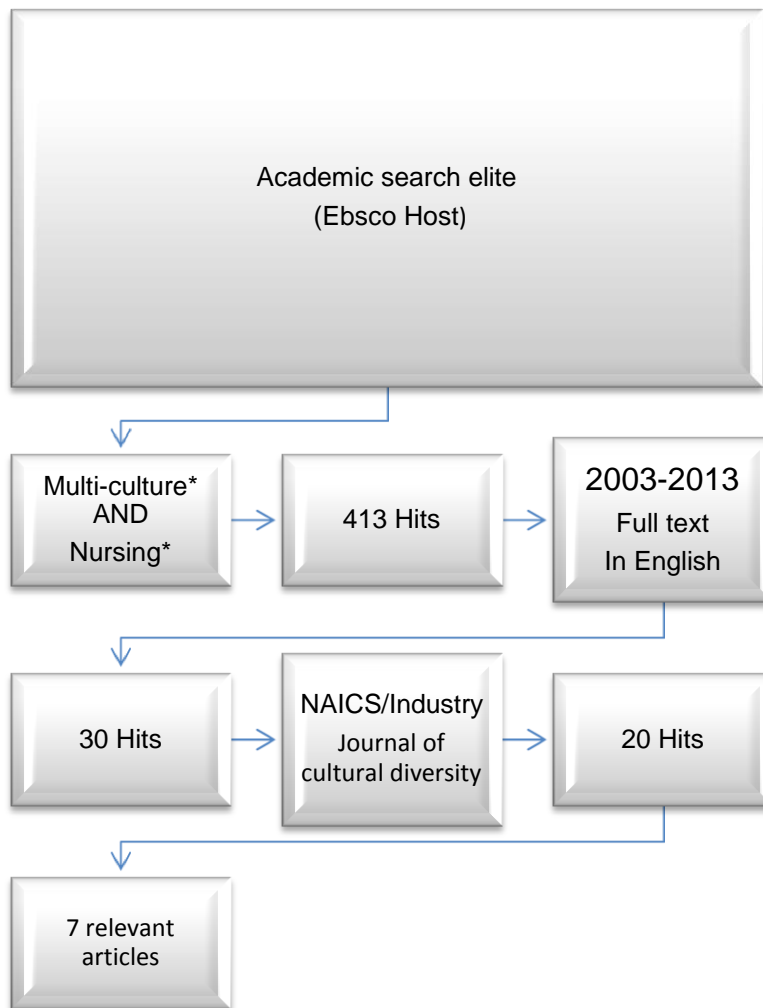 Academic search elite
(Ebsco Host)
Multi-culture*
AND
Nursing*
413 Hits
2003-2013
Full text
In English
30 Hits
NAICS/Industry
Journal of
cultural diversity
20 Hits
7 relevant
articles